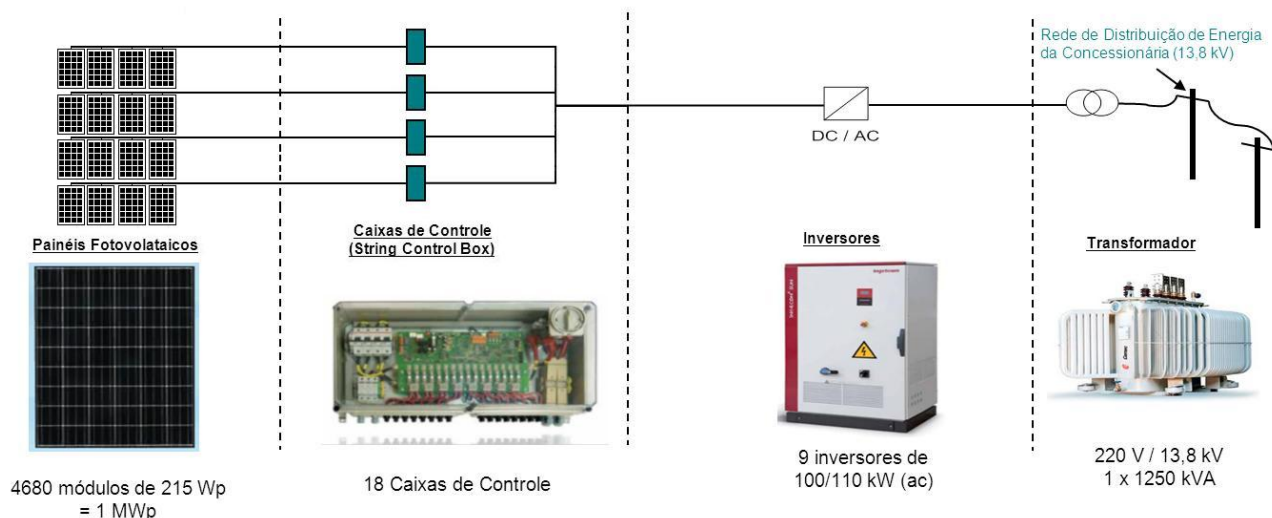 Rede de Distribuição de Energia
da Concessionária (13,8 kV)
DC / AC
Painéis Fotovolataicos
Caixas de Controle
(String Control Box)
Inversores
Transformador
4680 módulos de 215 Wp
= 1 MWp
18 Caixas de Controle
9 inversores de
100/110 kW (ac)
220 V / 13,8 kV
1 x 1250 kVA